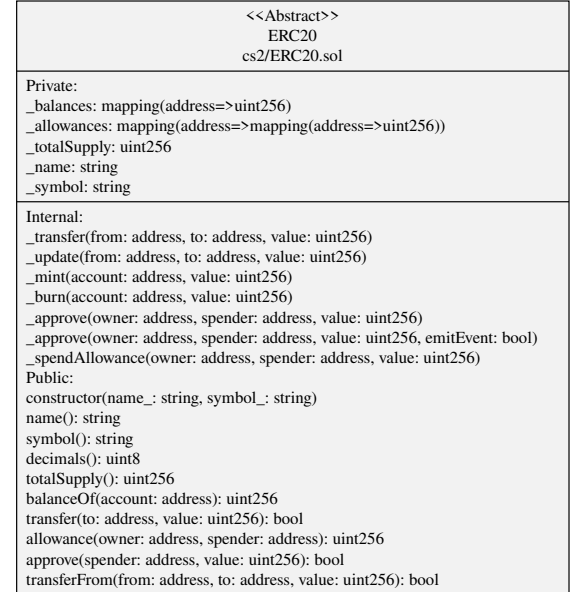 <<Abstract>>
ERC20
cs2/ERC20.sol
Private:
_balances: mapping(address=>uint256)
_allowances: mapping(address=>mapping(address=>uint256))
_totalSupply: uint256
_name: string
_symbol: string
Internal:
_transfer(from: address, to: address, value: uint256)
_update(from: address, to: address, value: uint256)
_mint(account: address, value: uint256)
_burn(account: address, value: uint256)
_approve(owner: address, spender: address, value: uint256)
_approve(owner: address, spender: address, value: uint256, emitEvent: bool)
_spendAllowance(owner: address, spender: address, value: uint256)
Public:
constructor(name_: string, symbol_: string)
name(): string
symbol(): string
decimals(): uint8
totalSupply(): uint256
balanceOf(account: address): uint256
transfer(to: address, value: uint256): bool
allowance(owner: address, spender: address): uint256
approve(spender: address, value: uint256): bool
transferFrom(from: address, to: address, value: uint256): bool